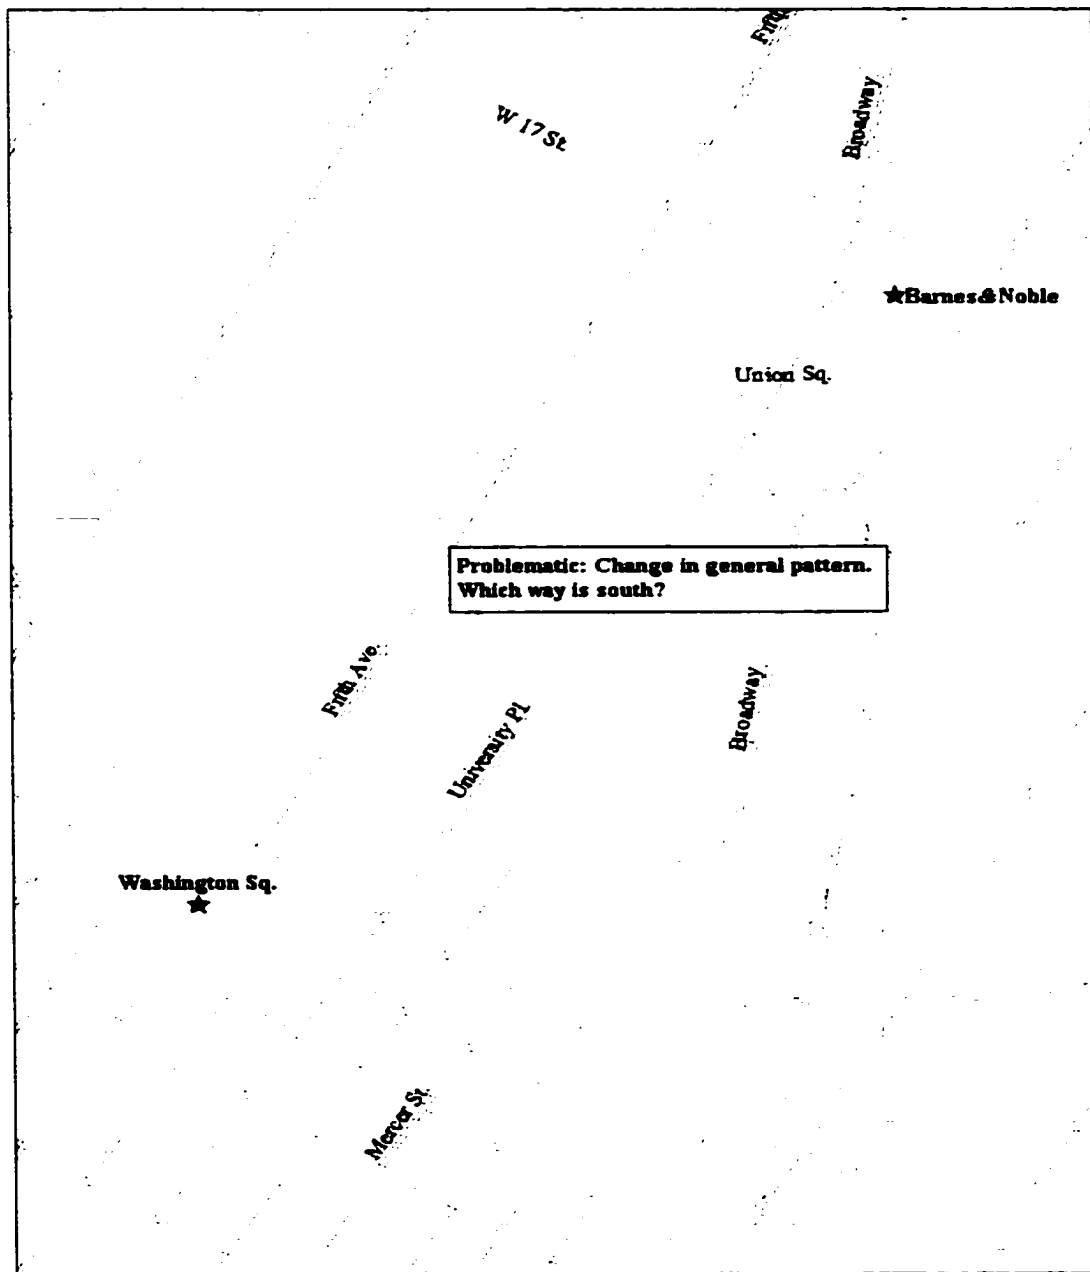 Broadway
W 17 St.
Barnes&Noble
Union Sq.
Problematic: Change in general pattern.
Which way is south?
Fifth Ave.
University Pl.
Broadway
Washington Sq.
Mercer St.